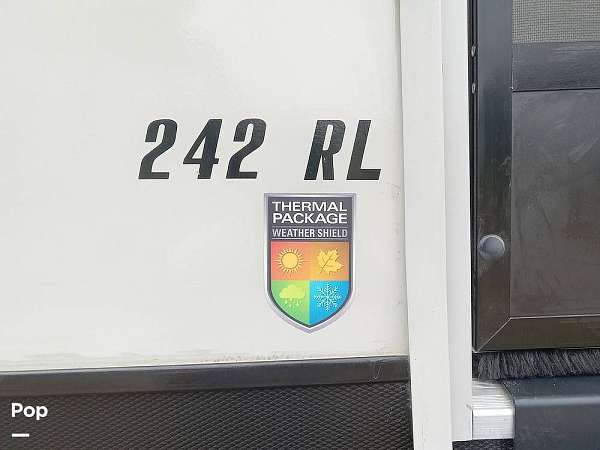 242 RL
THERMAL
PACKAGE
WEATHER SHIELD
Pop